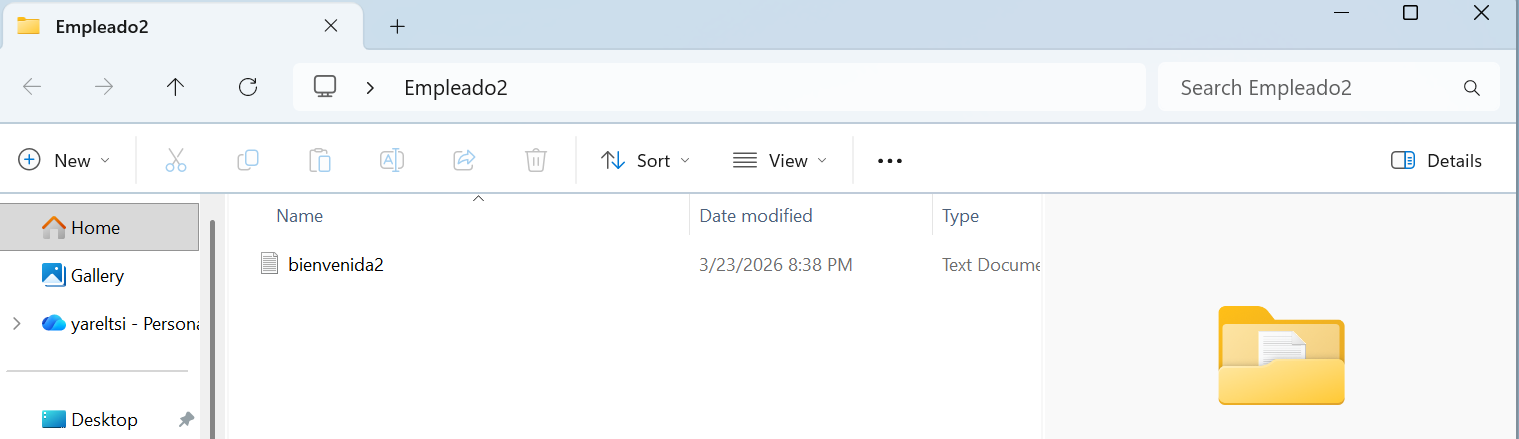 Empleado2
Empleado2
Search Empleado2
New
Sort
View
Details
Home
Gallery
yareltsi - Persona
Desktop
Name
Date modified
Type
bienvenida2
3/23/2026 8:38 PM
Text Docume